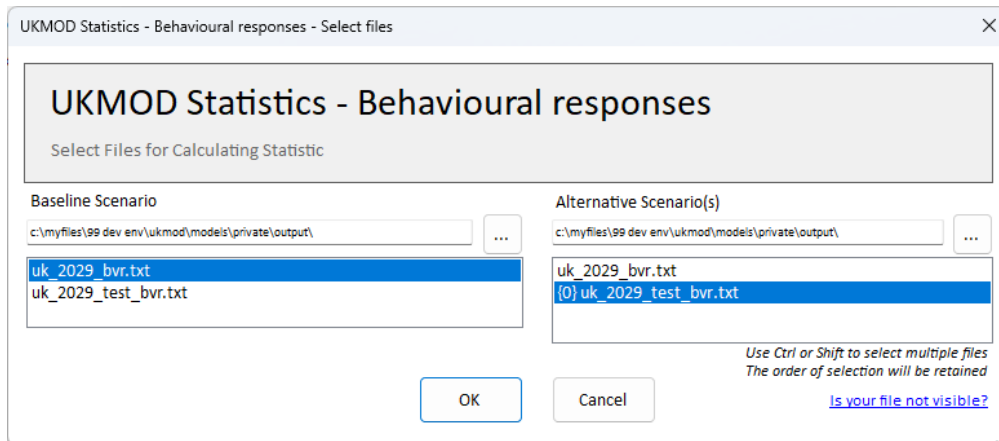 UKMOD Statistics - Behavioural responses - Select files
UKMOD Statistics - Behavioural responses
Select Files for Calculating Statistic
Baseline Scenario
c:\myfiles\99 dev env\ukmod\models\private\output\
...
uk_2029_bvr.txt
uk_2029_test_bvr.txt
Alternative Scenario(s)
c:\myfiles\99 dev env\ukmod\models\private\output\
...
uk_2029_bvr.txt
{0} uk_2029_test_bvr.txt
Use Ctrl or Shift to select multiple files
The order of selection will be retained
OK
Cancel
Is your file not visible?